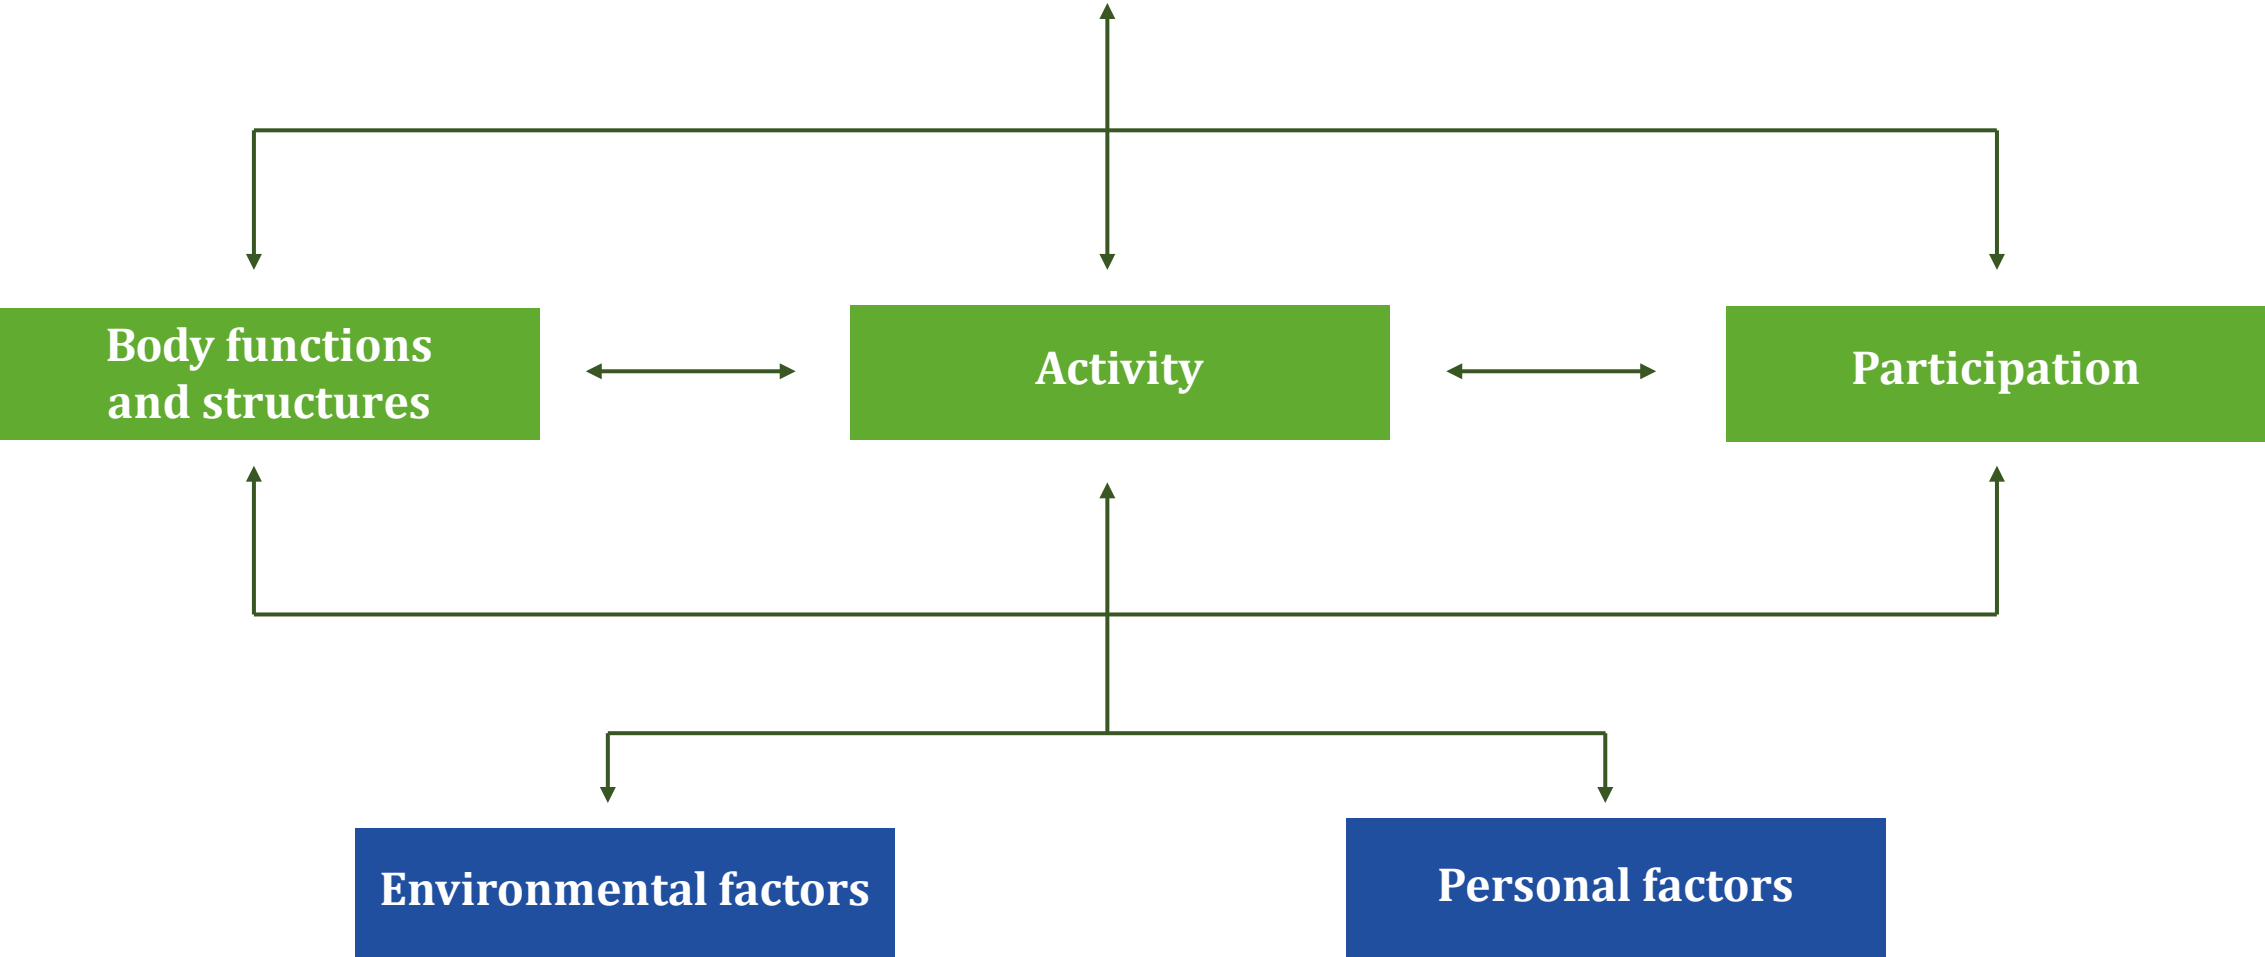 Body functions
and structures
Activity
Participation
Environmental factors
Personal factors